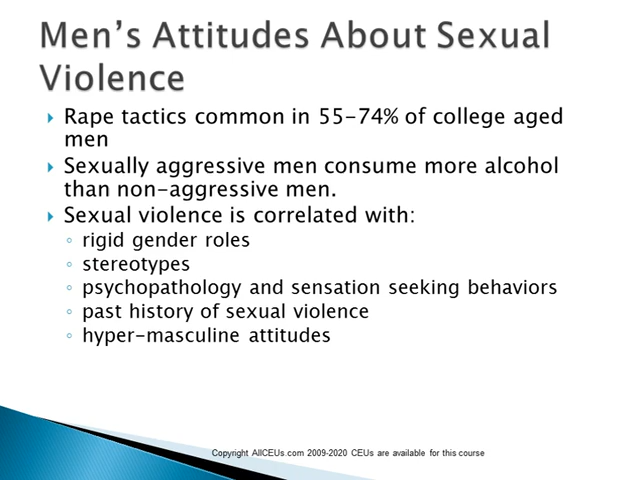 Men's Attitudes About Sexual
Violence
Rape tactics common in 55-74% of college aged
men
Sexually aggressive men consume more alcohol
than non-aggressive men.
Sexual violence is correlated with:
rigid gender roles
stereotypes
psychopathology and sensation seeking behaviors
past history of sexual violence
hyper-masculine attitudes
Copyright AllCEUs.com 2009-2020 CEUs are available for this course